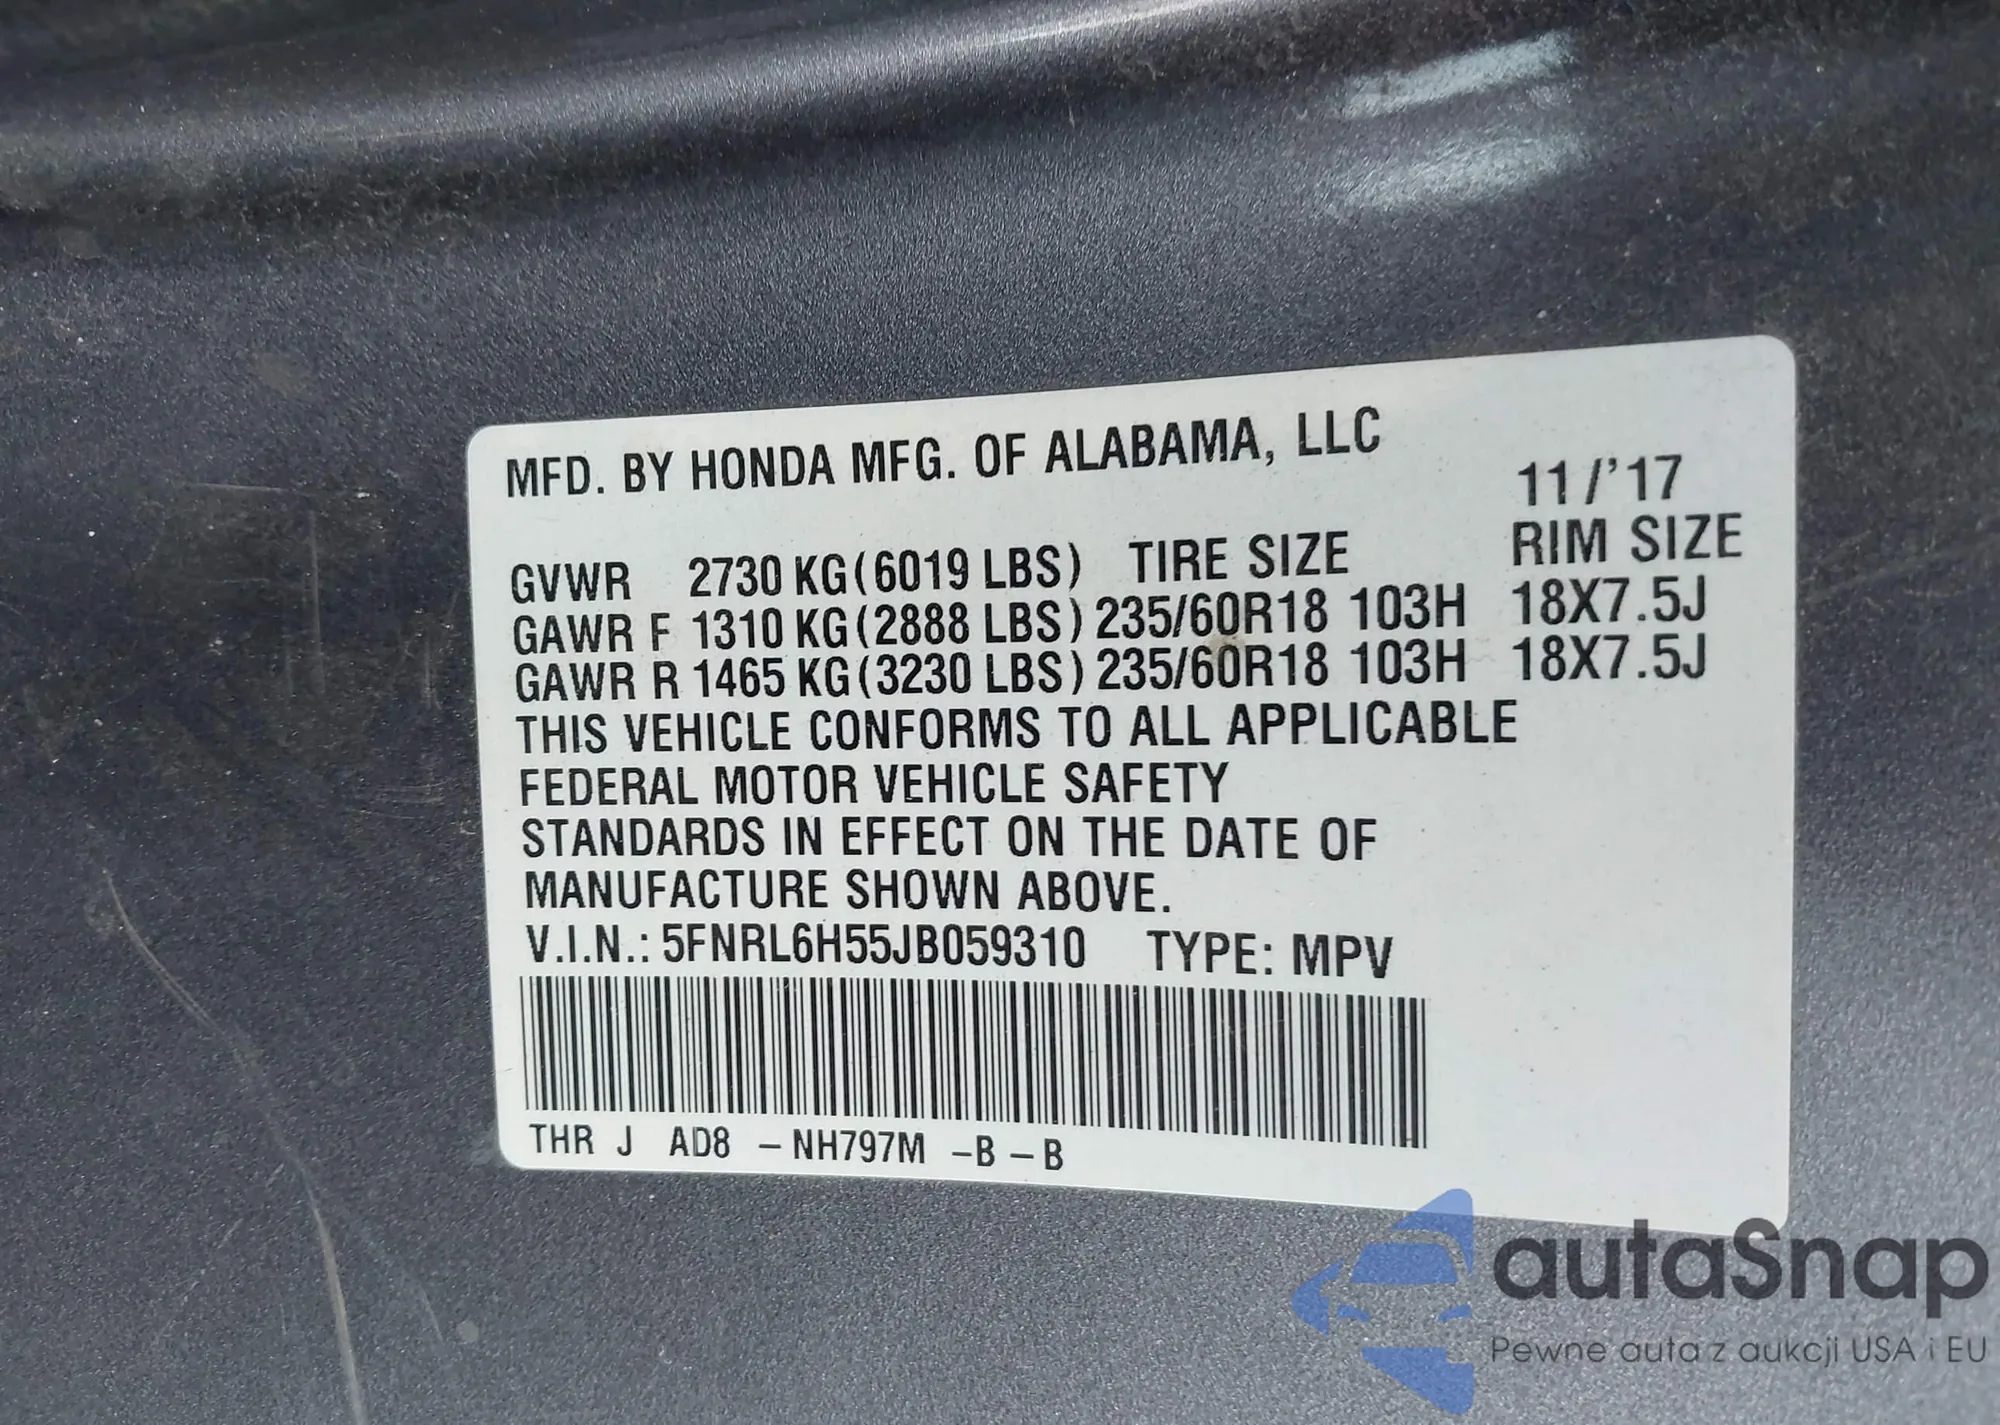 MFD. BY HONDA MFG. OF ALABAMA, LLC
11/'17
GVWR 2730 KG(6019 LBS) TIRE SIZE RIM SIZE
GAWR F 1310 KG(2888 LBS) 235/60R18 103H 18X7.5J
GAWR R 1465 KG(3230 LBS) 235/60R18 103H 18X7.5J
THIS VEHICLE CONFORMS TO ALL APPLICABLE
FEDERAL MOTOR VEHICLE SAFETY
STANDARDS IN EFFECT ON THE DATE OF
MANUFACTURE SHOWN ABOVE.
V.I.N.: 5FNRL6H55JB059310 TYPE: MPV
THR J AD8 -NH797M -B-B
autaSnap
Pewne auta z aukcji USA i EU